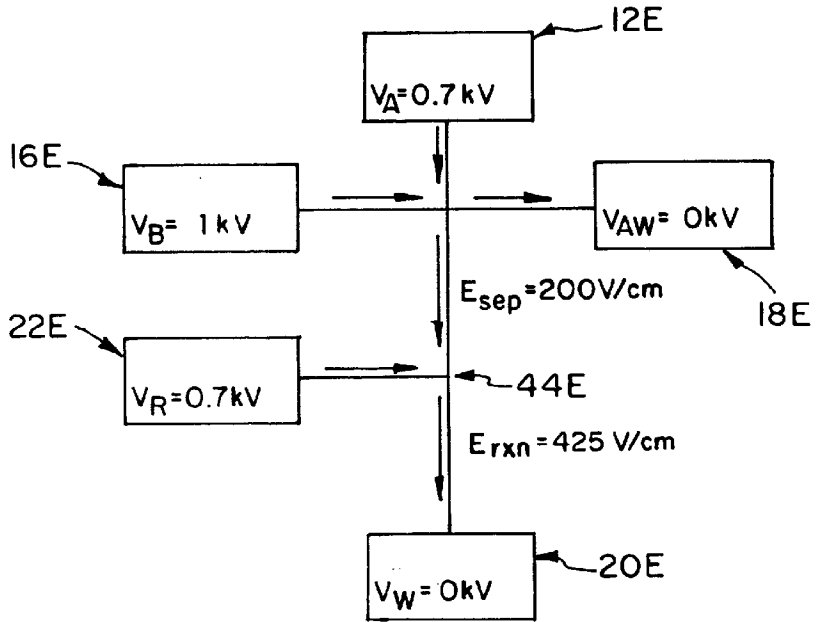 12E
V_A=0.7kV
16E
V_B= 1kV
V_AW= 0kV
E_sep=200V/cm
18E
22E
V_R=0.7kV
44E
E_rxn=425 V/cm
V_W=0kV
20E